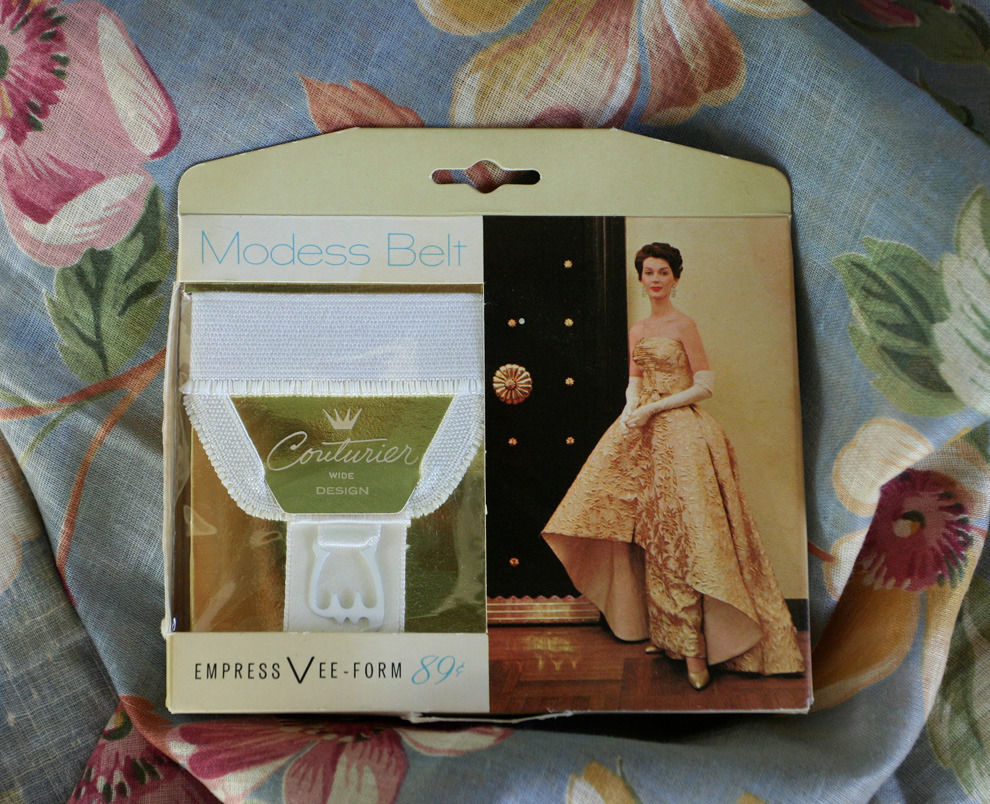 Modess Belt
Couturier
WIDE
DESIGN
EMPRESS VEE-FORM 89¢